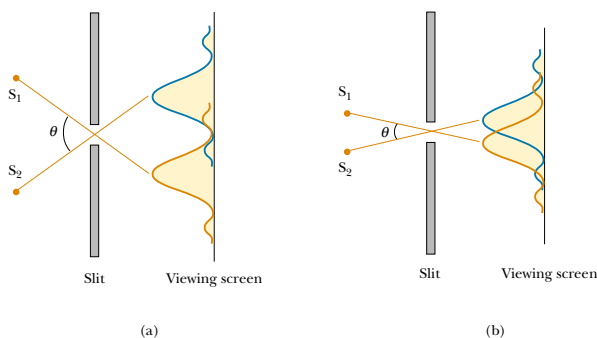 S1
θ
S2
Slit
Viewing screen
(a)
S1
θ
S2
Slit
Viewing screen
(b)